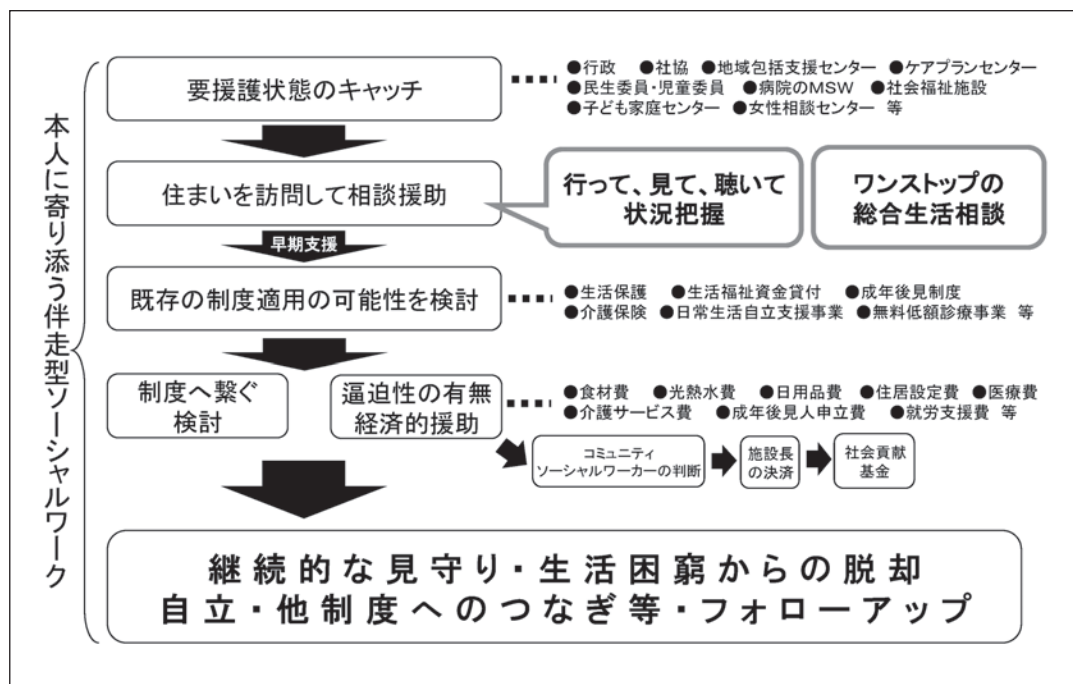 本人に寄り添う伴走型ソーシャルワーク
要援護状態のキャッチ
●行政 ●社協 ●地域包括支援センター ●ケアプランセンター
●民生委員・児童委員 ●病院のMSW ●社会福祉施設
●子ども家庭センター ●女性相談センター 等
住まいを訪問して相談援助
行って、見て、聴いて
状況把握
ワンストップの
総合生活相談
早期支援
既存の制度適用の可能性を検討
●生活保護 ●生活福祉資金貸付 ●成年後見制度
●介護保険 ●日常生活自立支援事業 ●無料低額診療事業 等
制度へ繋ぐ
検討
逼迫性の有無
経済的援助
●食材費 ●光熱水費 ●日用品費 ●住居設定費 ●医療費
●介護サービス費 ●成年後見人申立費 ●就労支援費 等
コミュニティ
ソーシャルワーカーの判断
施設長
の決済
社会貢献
基金
継続的な見守り・生活困窮からの脱却
自立・他制度へのつなぎ等・フォローアップ